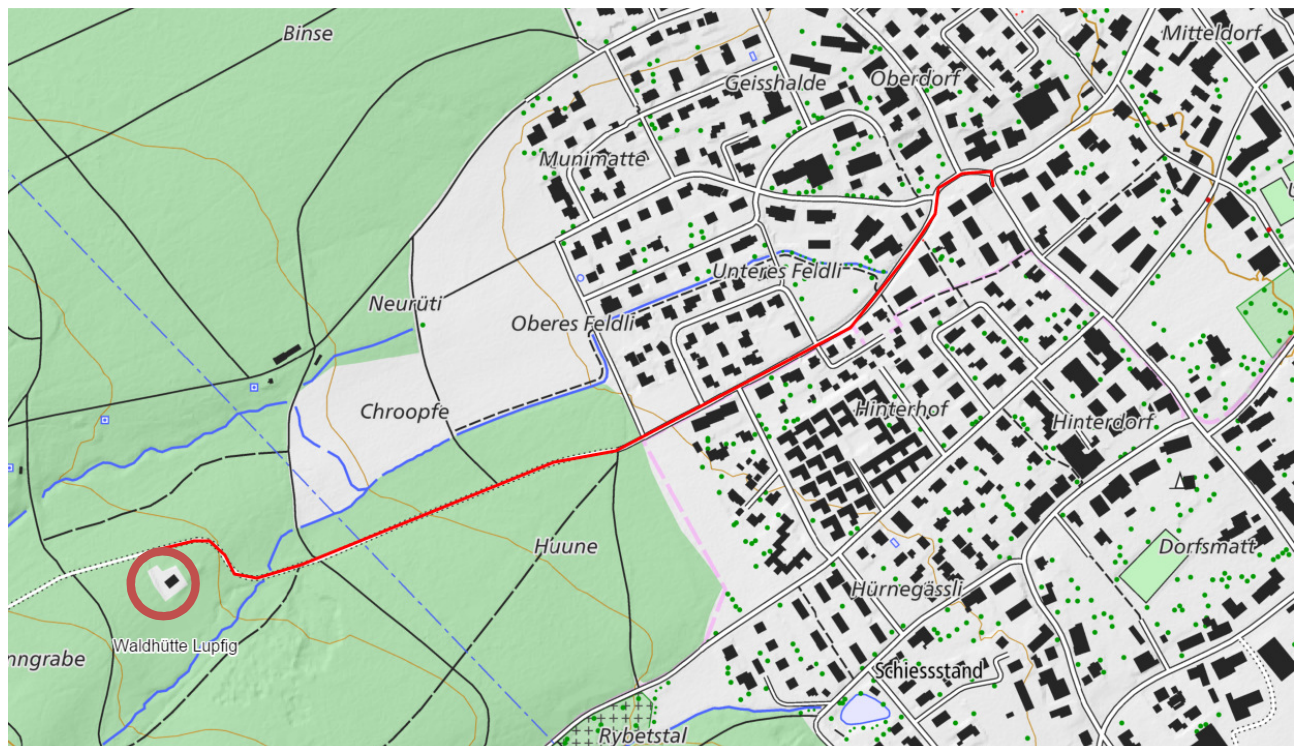 Binse
Mitteldorf
Geisshalde
Oberdorf
Munimatte
Unteres Feldli
Neurüti
Oberes Feldli
Chroopfe
Hinterhof
Hinterdorf
Huune
Dorfsmatt
Hürnegässli
Waldhütte Lupfig
nngrabe
Schiessstand
Rybetstal